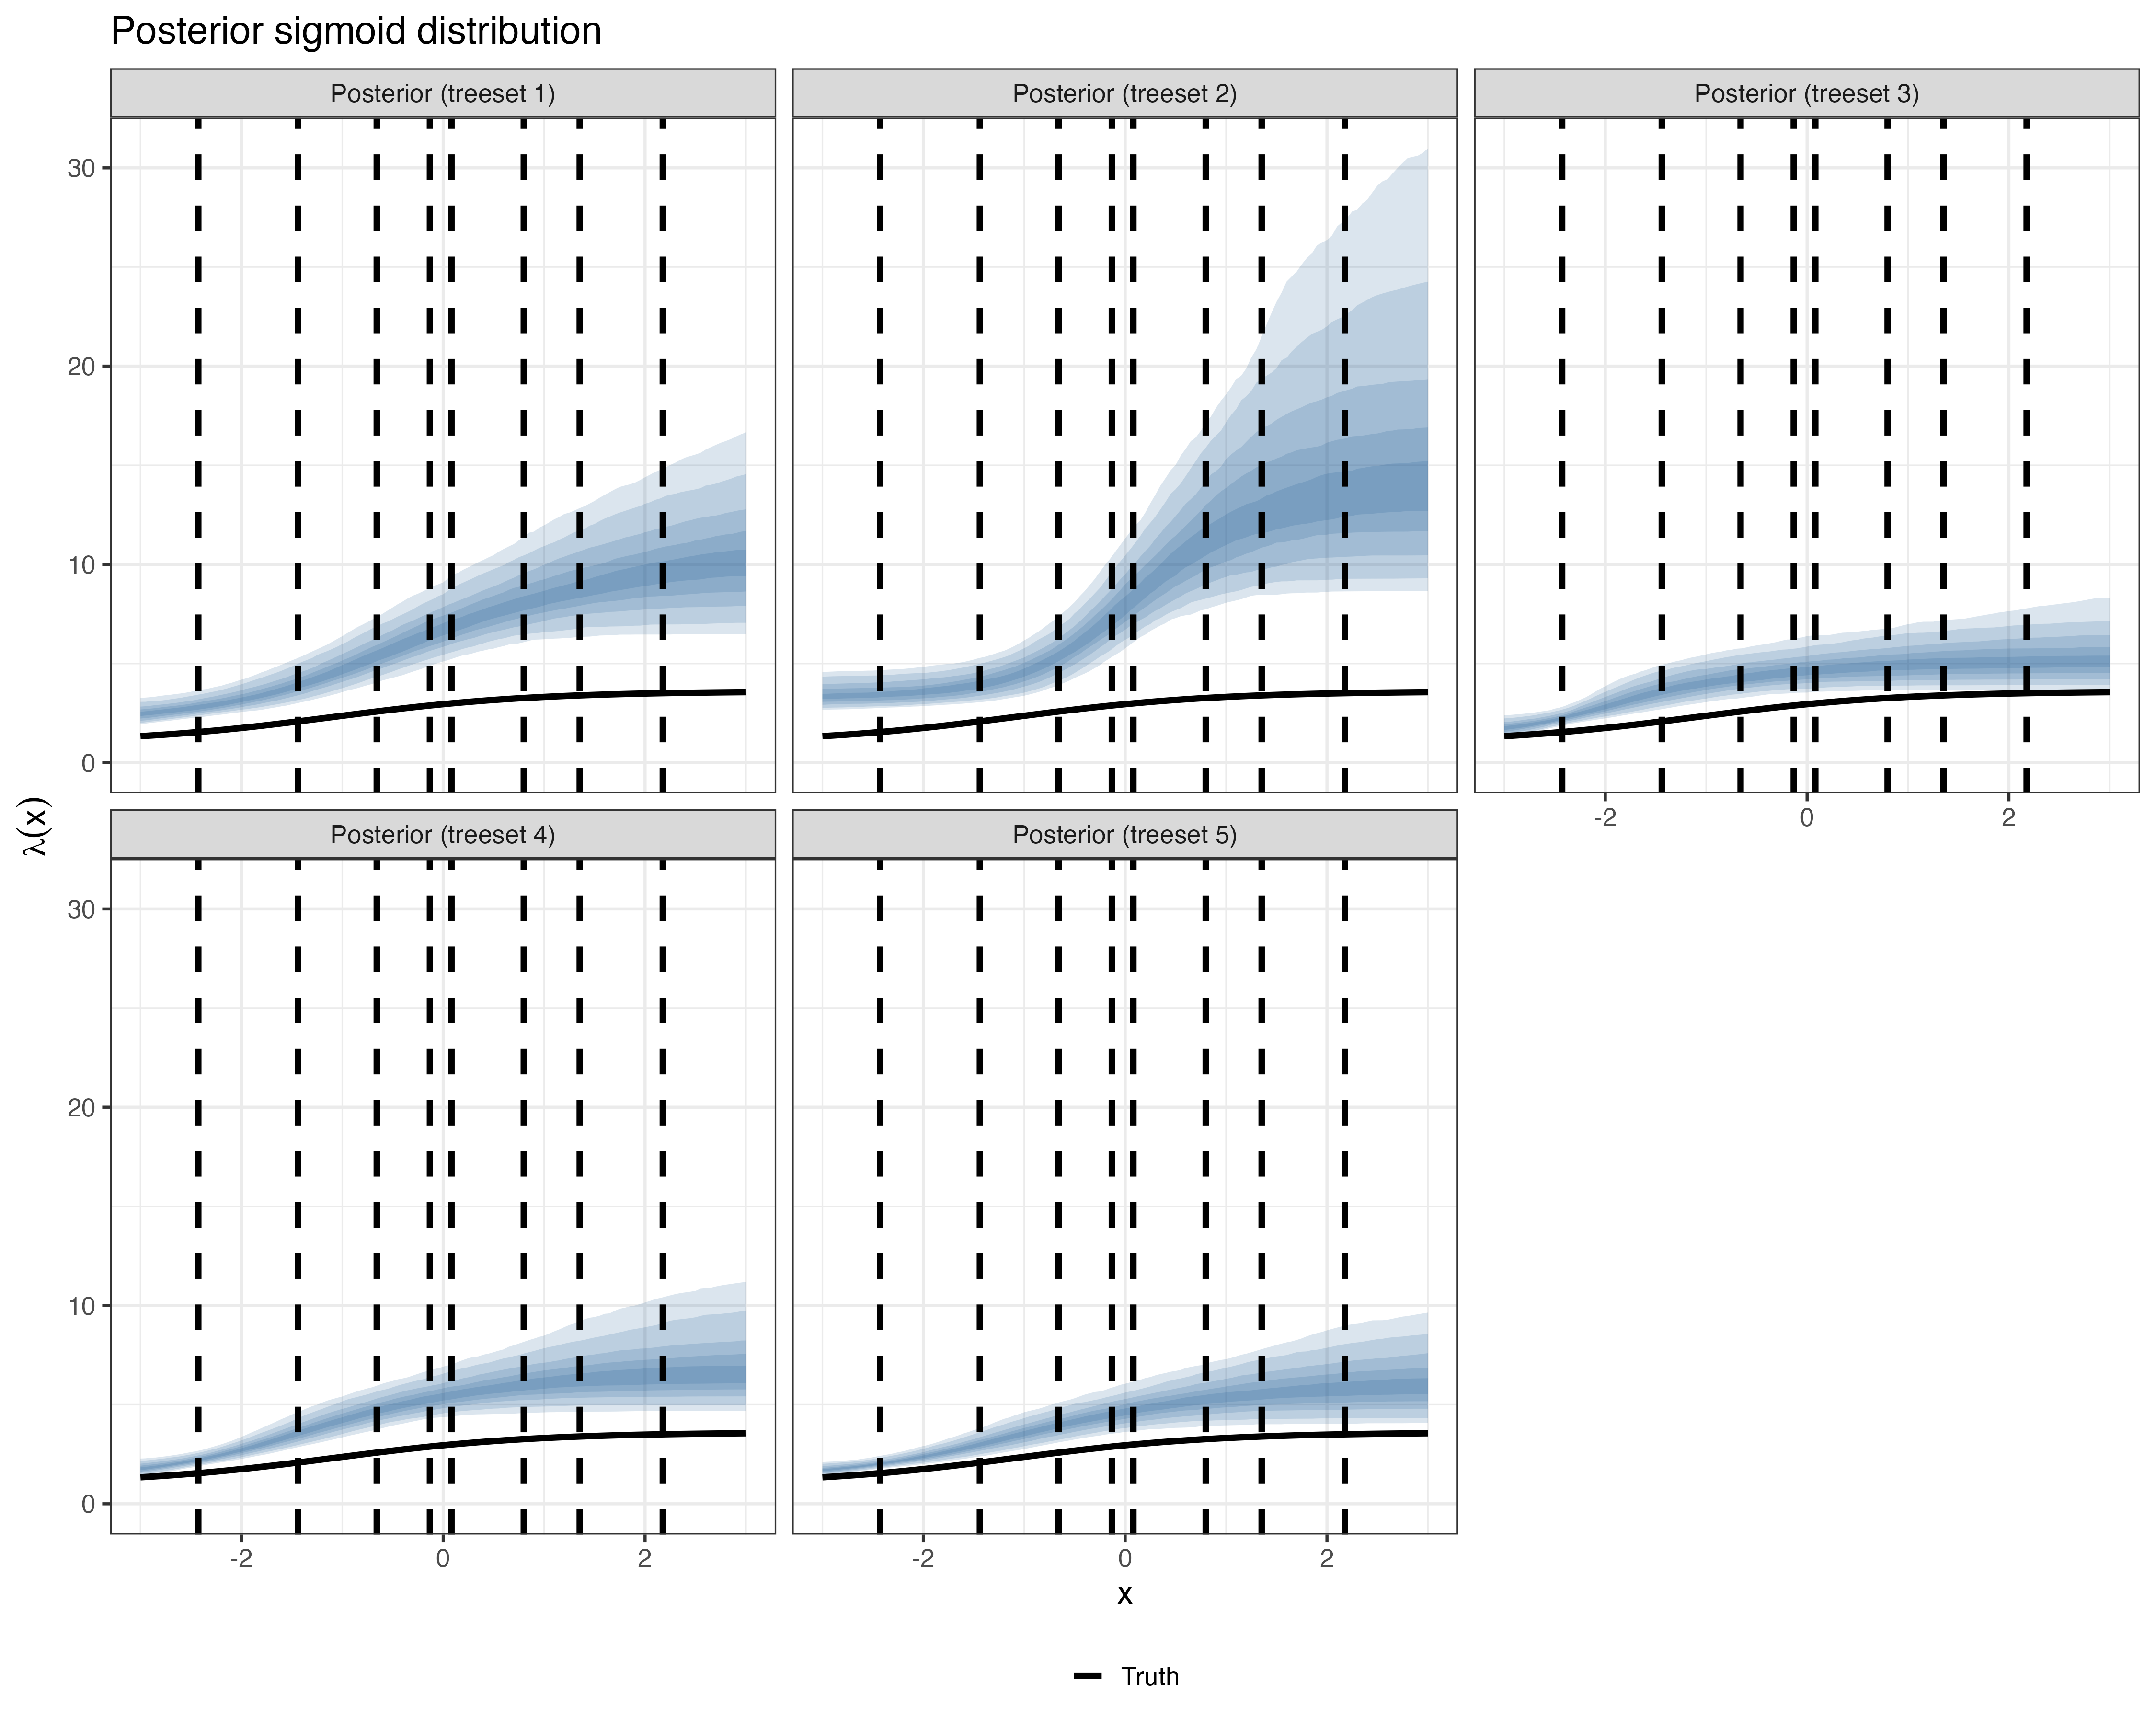 Posterior sigmoid distribution
Posterior (treeset 1)
Posterior (treeset 2)
Posterior (treeset 3)
30
20
10
0
-2
0
2
λ(x)
Posterior (treeset 4)
Posterior (treeset 5)
30
20
10
0
-2
0
2
-2
0
2
x
Truth